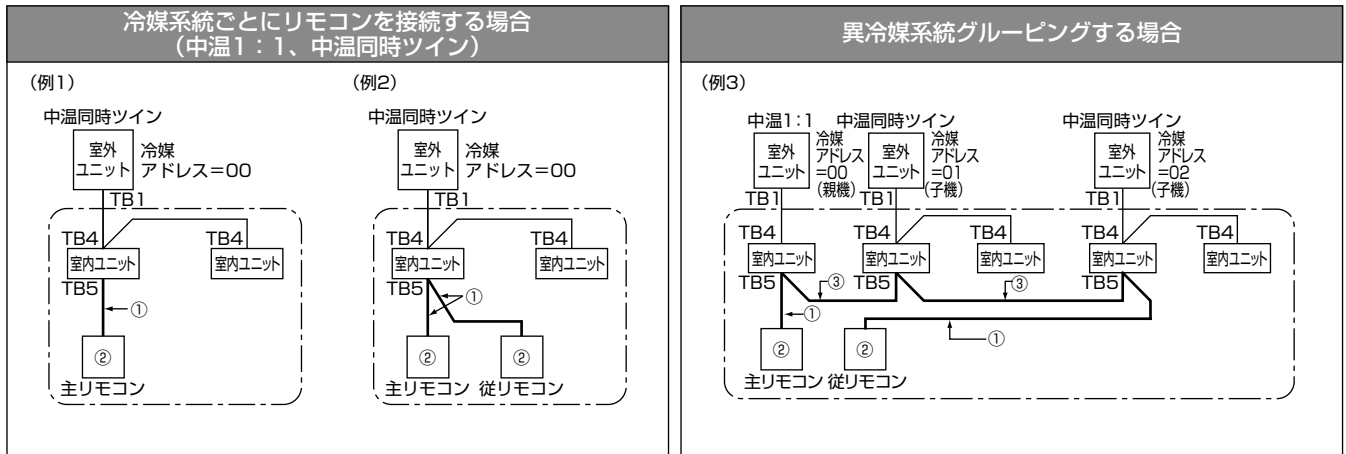 冷媒系統ごとにリモコンを接続する場合
(中温1：1、中温同時ツイン)
(例1)
中温同時ツイン
室外
ユニット
冷媒
アドレス=00
TB1
TB4
TB4
室内ユニット
室内ユニット
TB5
①
②
主リモコン
(例2)
中温同時ツイン
室外
ユニット
冷媒
アドレス=00
TB1
TB4
TB4
室内ユニット
室内ユニット
TB5
①
②
②
主リモコン
従リモコン
異冷媒系統グルーピングする場合
(例3)
中温1:1
中温同時ツイン
中温同時ツイン
室外
ユニット
冷媒
アドレス
=00
(親機)
室外
ユニット
冷媒
アドレス
=01
(子機)
室外
ユニット
冷媒
アドレス
=02
(子機)
TB1
TB1
TB1
TB4
TB4
TB4
TB4
TB4
室内ユニット
室内ユニット
室内ユニット
室内ユニット
室内ユニット
TB5
③
TB5
③
TB5
①
①
②
②
主リモコン
従リモコン